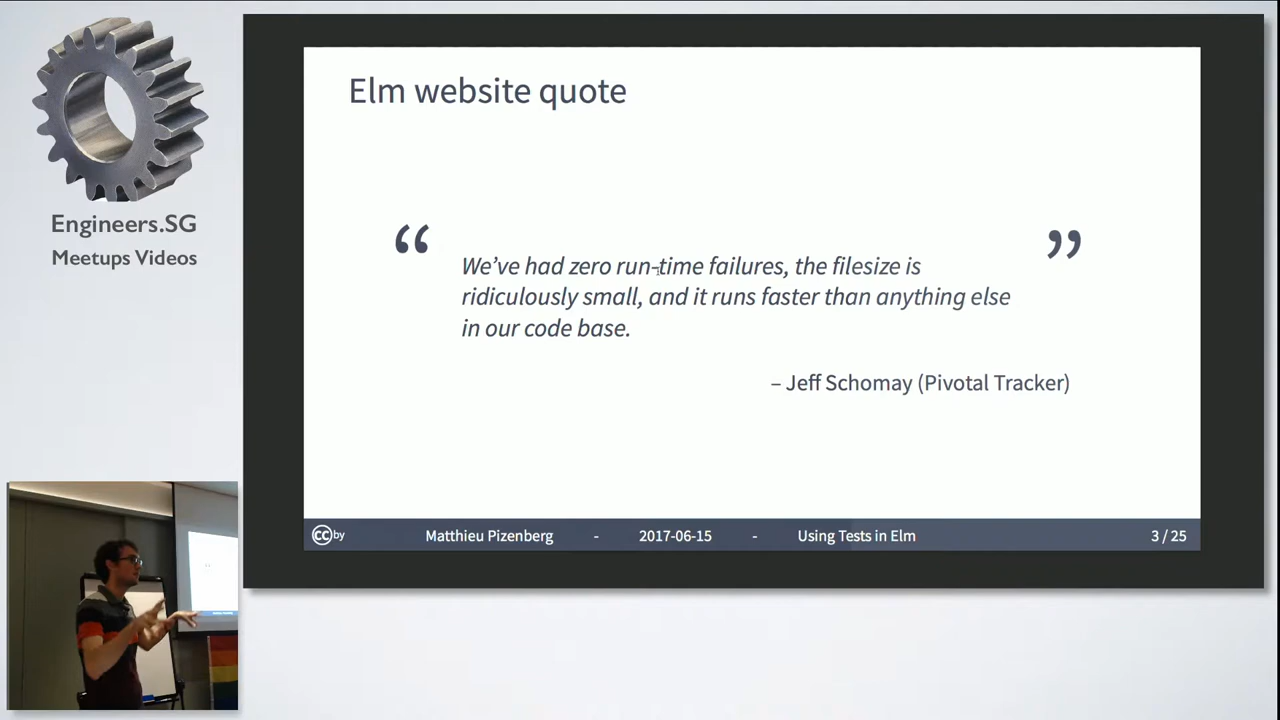 Engineers.SG
Meetups Videos
Elm website quote
“ ”
We’ve had zero run-time failures, the filesize is
ridiculously small, and it runs faster than anything else
in our code base.
– Jeff Schomay (Pivotal Tracker)
cc by Matthieu Pizenberg - 2017-06-15 - Using Tests in Elm 3 / 25